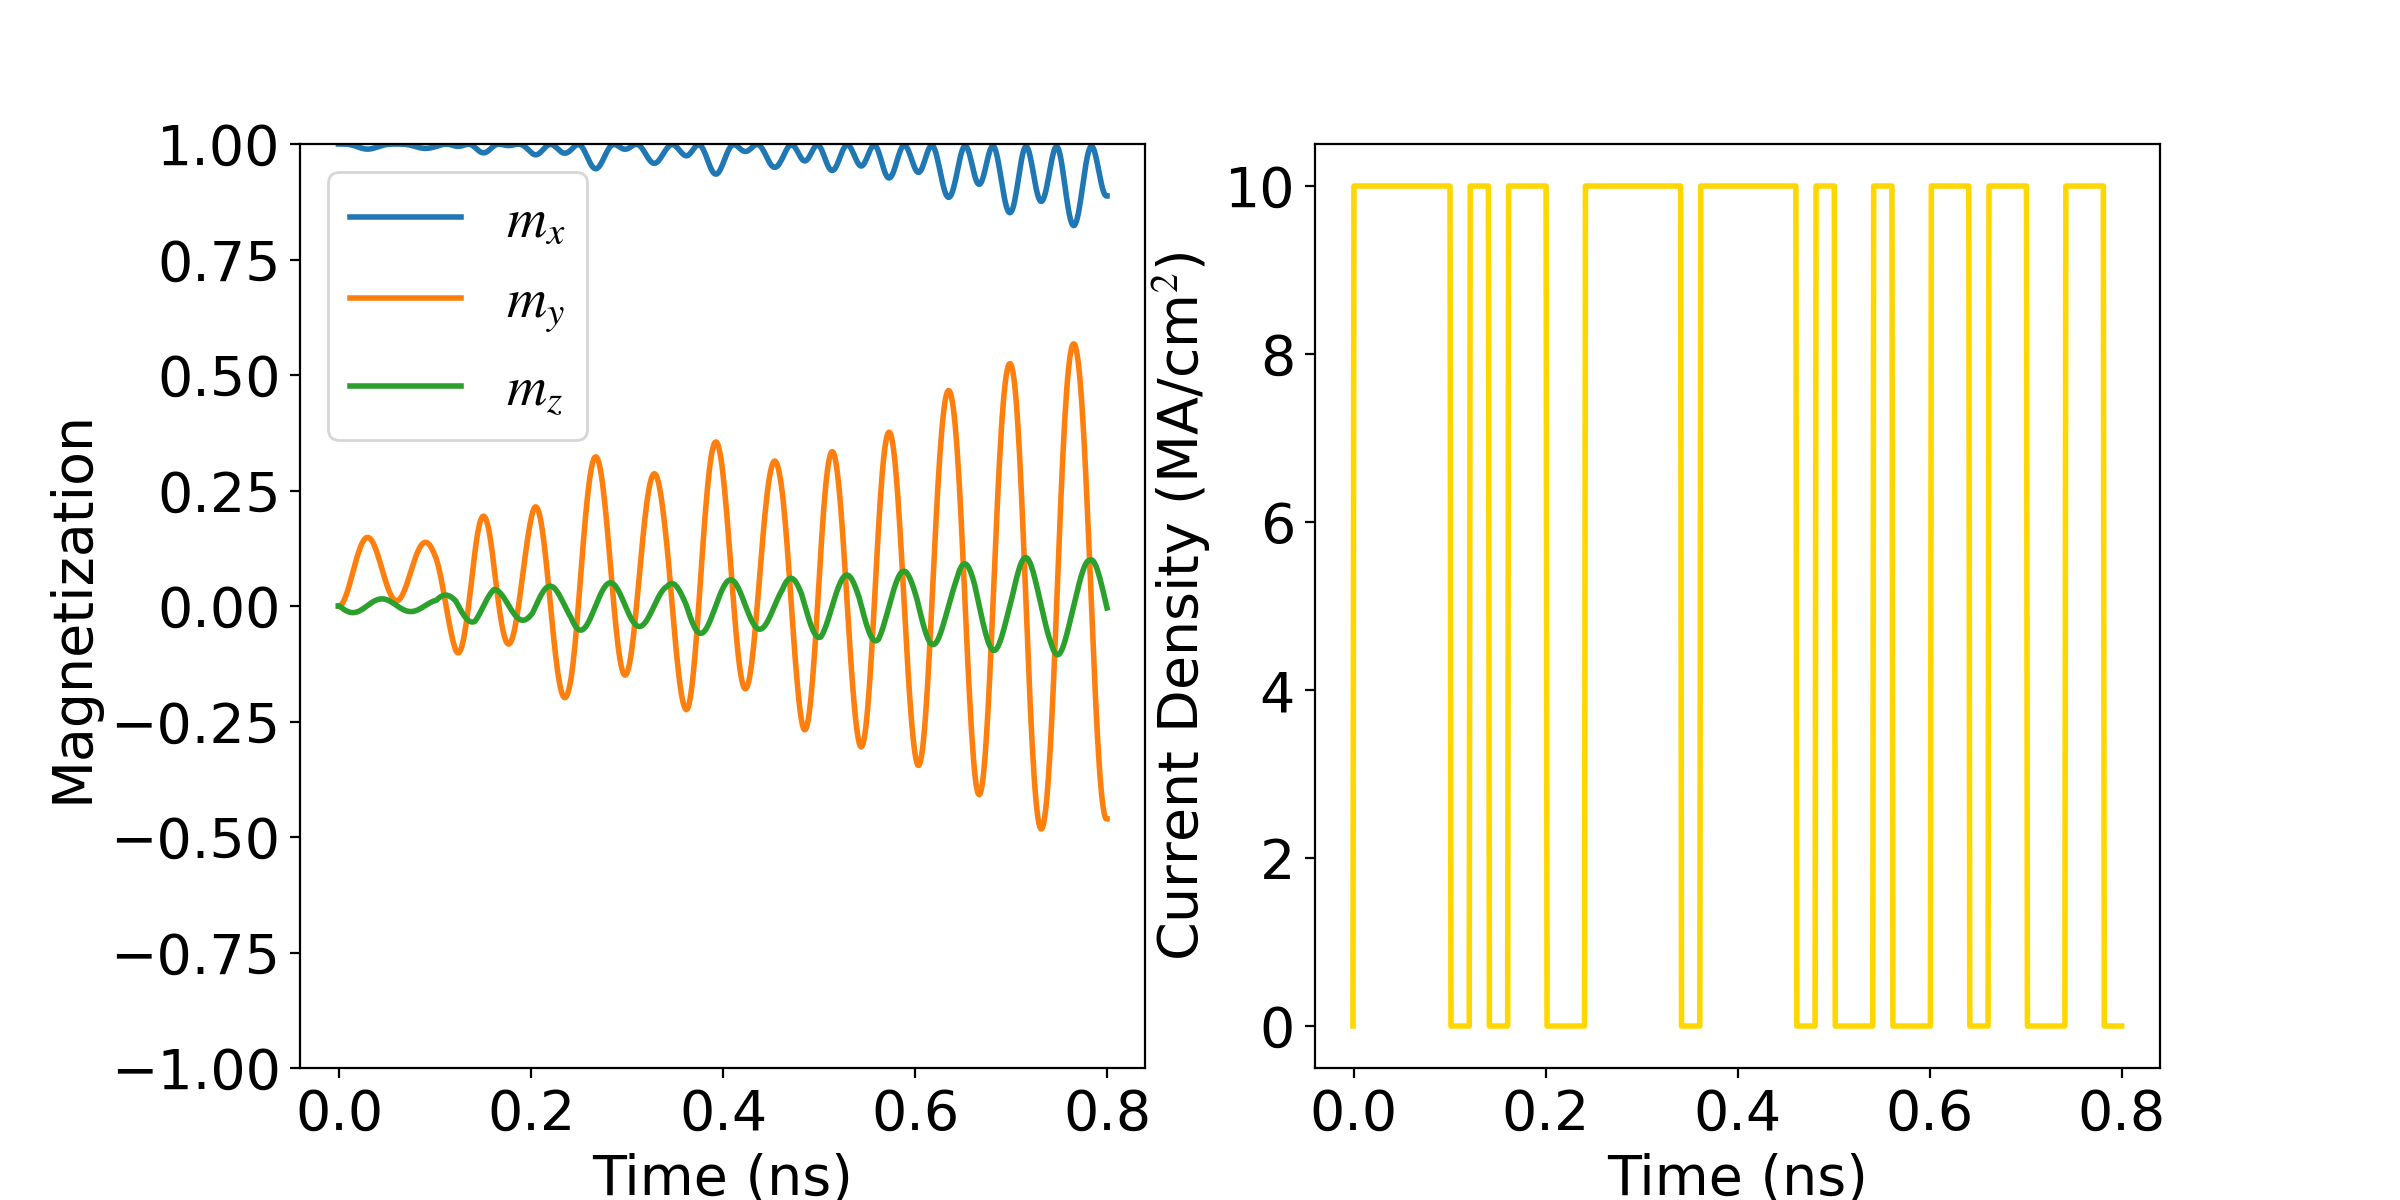 1.00
0.75
0.50
0.25
0.00
−0.25
−0.50
−0.75
−1.00
Magnetization
m_x
m_y
m_z
0.0 0.2 0.4 0.6 0.8
Time (ns)
10
8
6
4
2
0
Current Density (MA/cm²)
0.0 0.2 0.4 0.6 0.8
Time (ns)